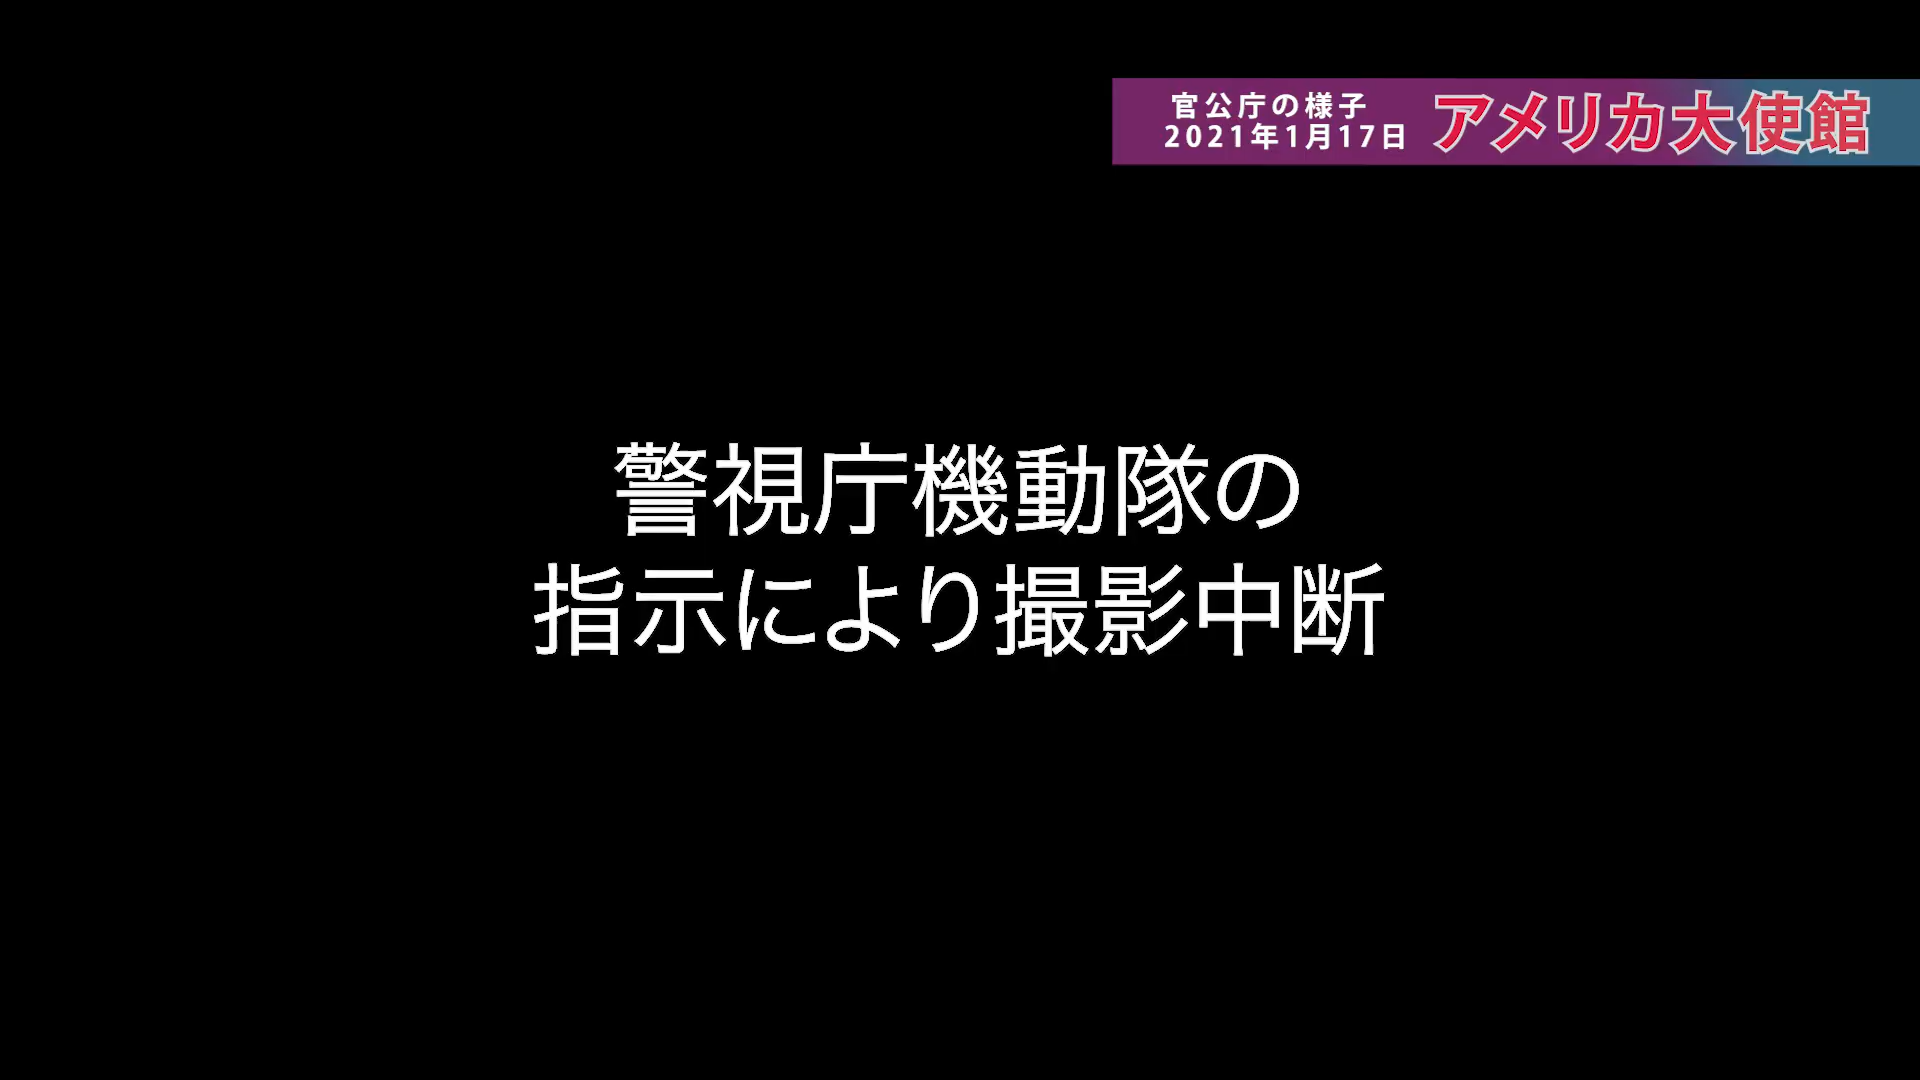 官公庁の様子
2021年1月17日
アメリカ大使館
警視庁機動隊の
指示により撮影中断